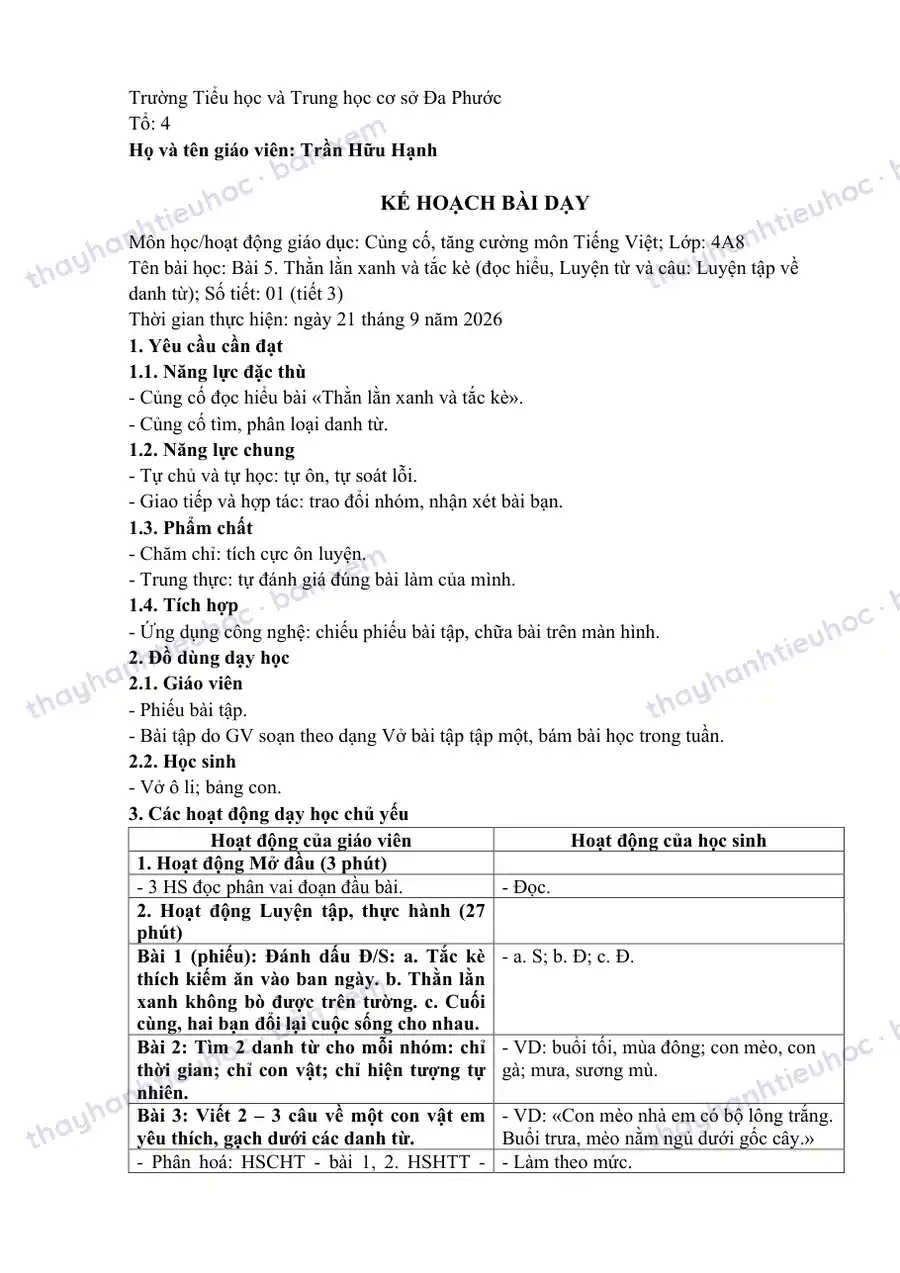 Trường Tiểu học và Trung học cơ sở Đa Phước
Tổ: 4
Họ và tên giáo viên: Trần Hữu Hạnh
KẾ HOẠCH BÀI DẠY
Môn học/hoạt động giáo dục: Củng cố, tăng cường môn Tiếng Việt; Lớp: 4A8
Tên bài học: Bài 5. Thằn lằn xanh và tắc kè (đọc hiểu, Luyện từ và câu: Luyện tập về
danh từ); Số tiết: 01 (tiết 3)
Thời gian thực hiện: ngày 21 tháng 9 năm 2026
1. Yêu cầu cần đạt
1.1. Năng lực đặc thù
- Củng cố đọc hiểu bài «Thằn lằn xanh và tắc kè».
- Củng cố tìm, phân loại danh từ.
1.2. Năng lực chung
- Tự chủ và tự học: tự ôn, tự soát lỗi.
- Giao tiếp và hợp tác: trao đổi nhóm, nhận xét bài bạn.
1.3. Phẩm chất
- Chăm chỉ: tích cực ôn luyện.
- Trung thực: tự đánh giá đúng bài làm của mình.
1.4. Tích hợp
- Ứng dụng công nghệ: chiếu phiếu bài tập, chữa bài trên màn hình.
2. Đồ dùng dạy học
2.1. Giáo viên
- Phiếu bài tập.
- Bài tập do GV soạn theo dạng Vở bài tập tập một, bám bài học trong tuần.
2.2. Học sinh
- Vở ô li; bảng con.
3. Các hoạt động dạy học chủ yếu
Hoạt động của giáo viên
Hoạt động của học sinh
1. Hoạt động Mở đầu (3 phút)
- 3 HS đọc phân vai đoạn đầu bài.
- Đọc.
2. Hoạt động Luyện tập, thực hành (27
phút)
Bài 1 (phiếu): Đánh dấu Đ/S: a. Tắc kè
thích kiếm ăn vào ban ngày. b. Thằn lằn
xanh không bò được trên tường. c. Cuối
cùng, hai bạn đổi lại cuộc sống cho nhau.
- a. S; b. Đ; c. Đ.
Bài 2: Tìm 2 danh từ cho mỗi nhóm: chỉ
thời gian; chỉ con vật; chỉ hiện tượng tự
nhiên.
- VD: buổi tối, mùa đông; con mèo, con
gà; mưa, sương mù.
Bài 3: Viết 2 – 3 câu về một con vật em
yêu thích, gạch dưới các danh từ.
- VD: «Con mèo nhà em có bộ lông trắng.
Buổi trưa, mèo nằm ngủ dưới gốc cây.»
- Phân hoá: HSCHT - bài 1, 2. HSHTT -
- Làm theo mức.
thayhanhtieuhoc · bản xem
thayhanhtieuhoc · b
thayhanhtieuhoc · bản xem
thayhanhtieuhoc · b
thayhanhtieuhoc · bản xem
thayhanhtieuhoc · b